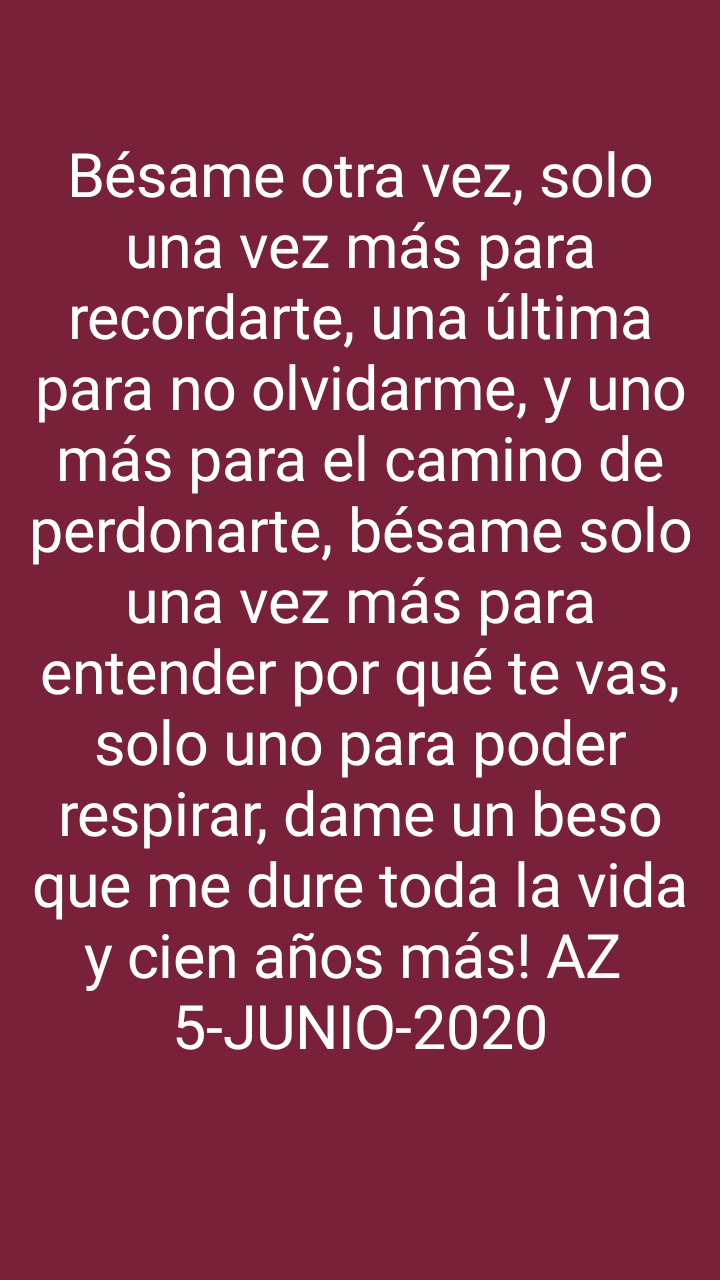 Bésame otra vez, solo
una vez más para
recordarte, una última
para no olvidarme, y uno
más para el camino de
perdonarte, bésame solo
una vez más para
entender por qué te vas,
solo uno para poder
respirar, dame un beso
que me dure toda la vida
y cien años más! AZ
5-JUNIO-2020